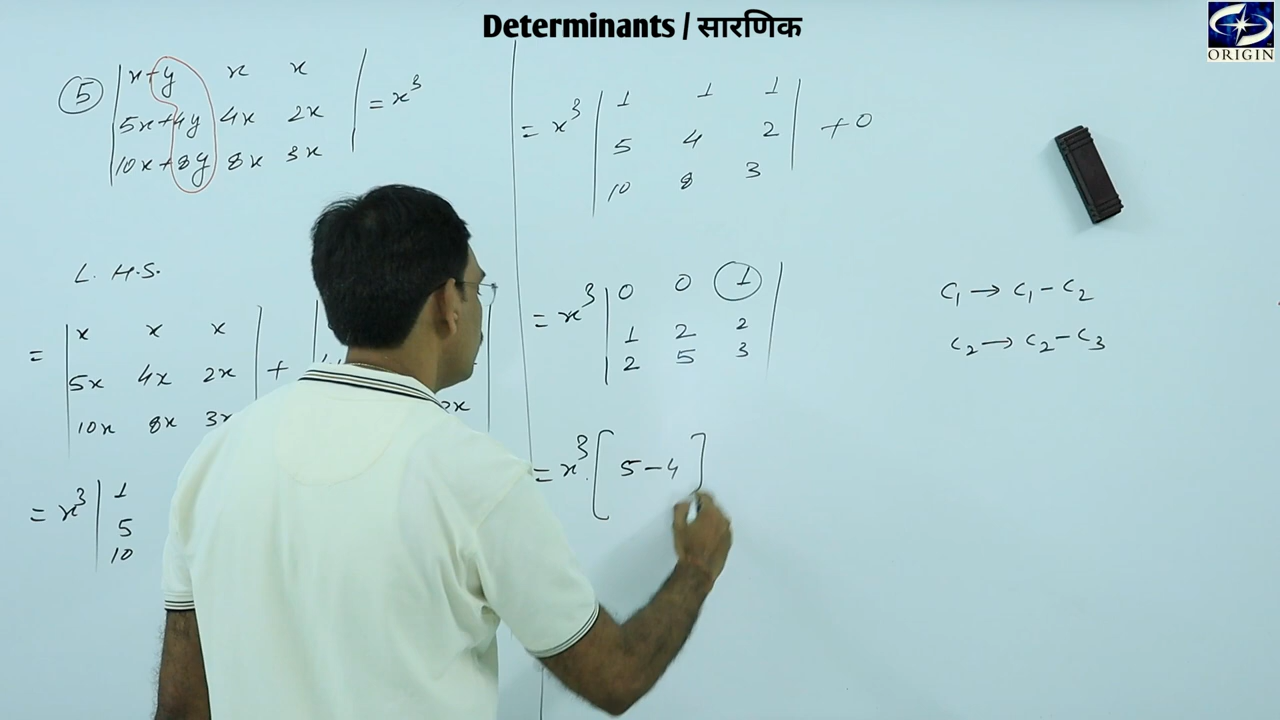 Determinants / सारणिक
ORIGIN
⑤ | x+y x x | = x³
| 5x+4y 4x 2x |
| 10x+8y 8x 3x |
L.H.S.
= | x x x | + |
| 5x 4x 2x |
| 10x 8x 3x |
= x³ | 1
5
10
= x³ | 1 1 1 | + 0
| 5 4 2 |
| 10 8 3 |
= x³ | 0 0 1 |
| 1 2 2 |
| 2 5 3 |
C₁ → C₁ - C₂
C₂ → C₂ - C₃
= x³ [ 5 - 4 ]